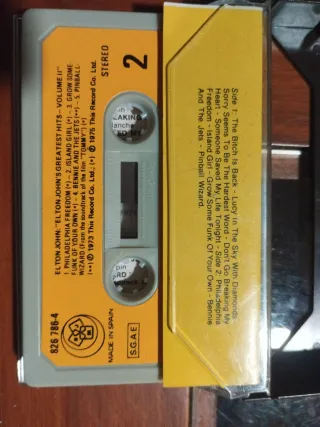 ELTON JOHN: "ELTON JOHN'S GREATEST HITS - VOLUME II"
1. PHILADELPHIA FREEDOM (*) - 2. ISLAND GIRL (*) - 3. GROW SOME
FUNK OF YOUR OWN (*) - 4. BENNIE AND THE JETS (**) - 5. PINBALL
WIZARD (From the soundtrack of the film "TOMMY") (*)
(**) Ⓟ 1973 This Record Co. Ltd. (*) Ⓟ 1975 This Record Co. Ltd.
STEREO
2
826 786-4
MADE IN SPAIN
S.G.A.E.
Side 1. The Bitch Is Back - Lucy In The Sky With Diamonds
Sorry Seems To Be The Hardest Word - Don't Go Breaking My
Heart - Someone Saved My Life Tonight - Side 2. Philadelphia
Freedom - Island Girl - Grow Some Funk Of Your Own - Bennie
And The Jets - Pinball Wizard.